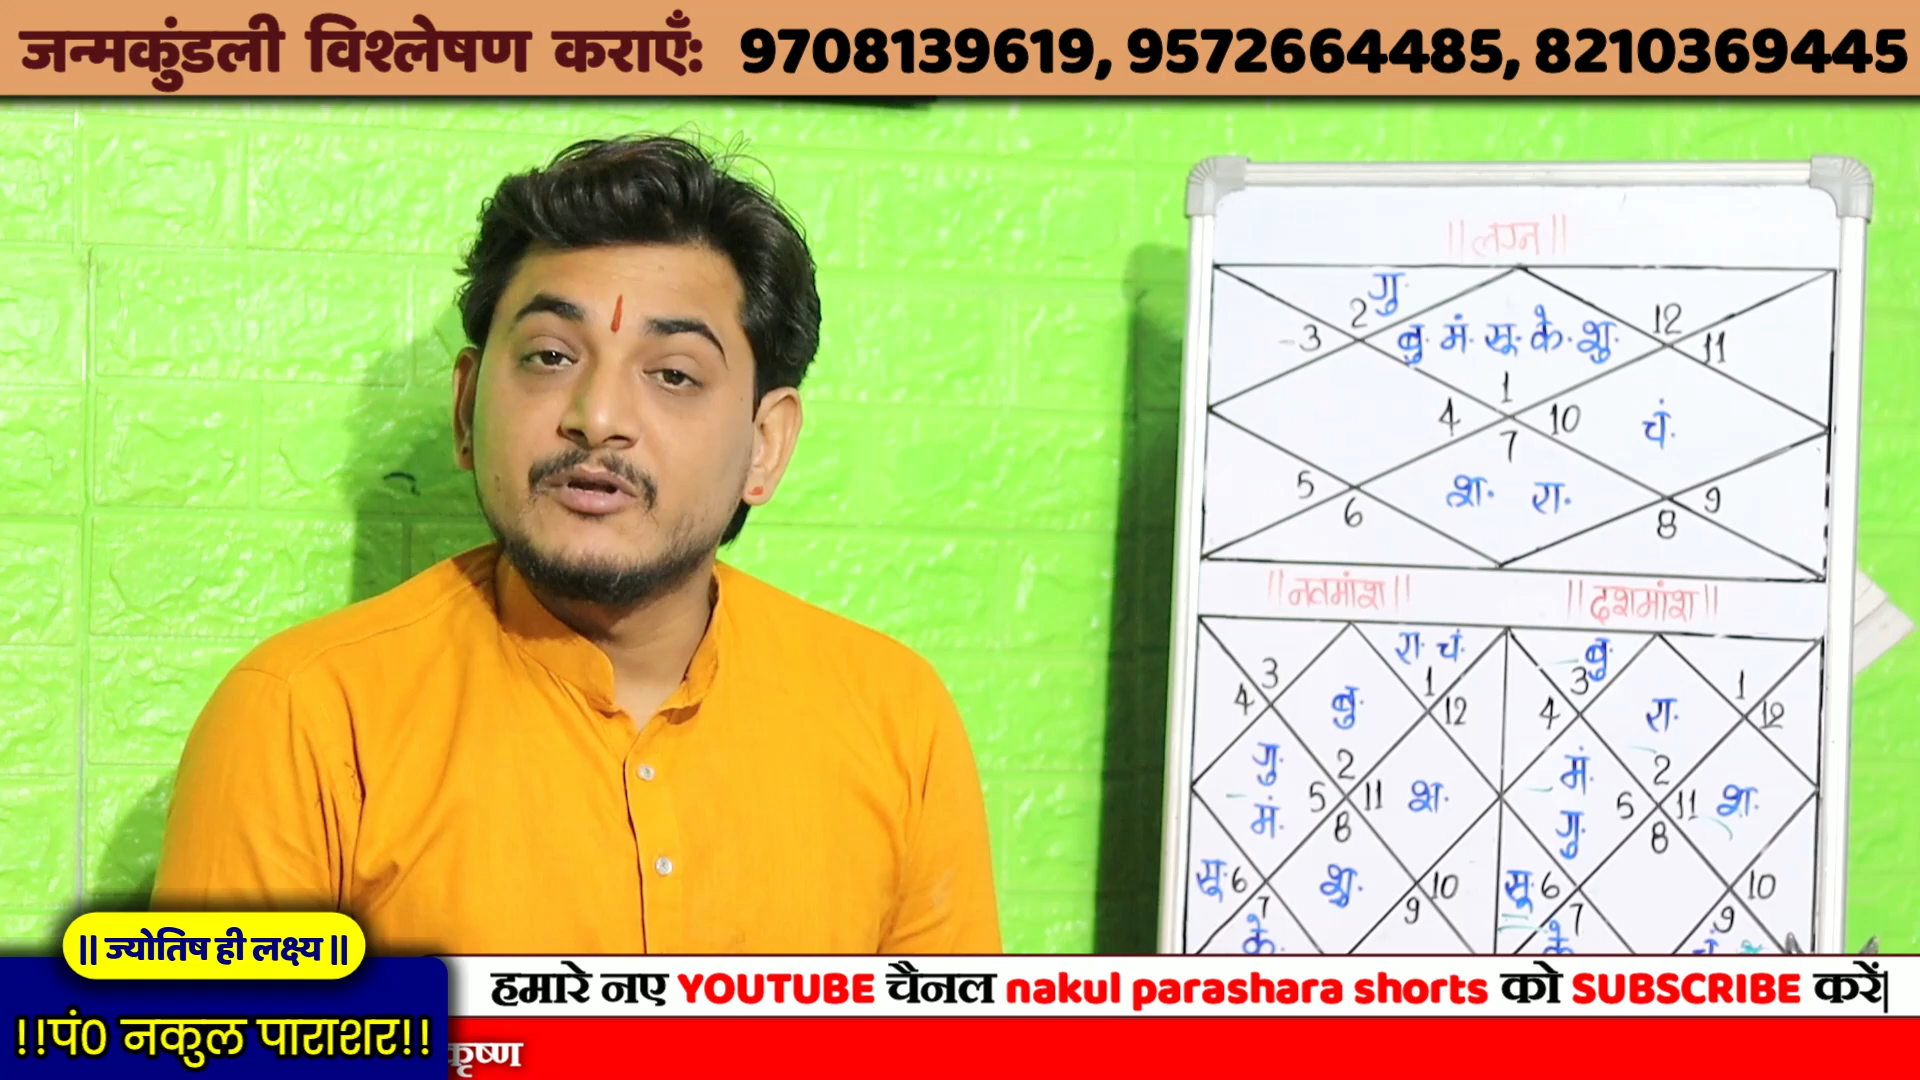 जन्मकुंडली विश्लेषण कराएँ: 9708139619, 9572664485, 8210369445
||लग्न||
गु.
3 2 बु. मं. सू. के. शु. 12 11
1
4 10 चं.
7
5 श. रा. 9
6 8
||नवमांश|| ||दशमांश||
रा. चं. बु.
3 1 3 1
4 बु. 12 4 रा. 12
गु. 2 मं. 2
मं. 5 11 श. गु. 5 11 श.
8 8
सू. 6 शु. 10 सू. 6 10
7 9 7 9
के. के. चं.
|| ज्योतिष ही लक्ष्य ||
!!पं0 नकुल पाराशर!!
हमारे नए YOUTUBE चैनल nakul parashara shorts को SUBSCRIBE करें|
कृष्ण